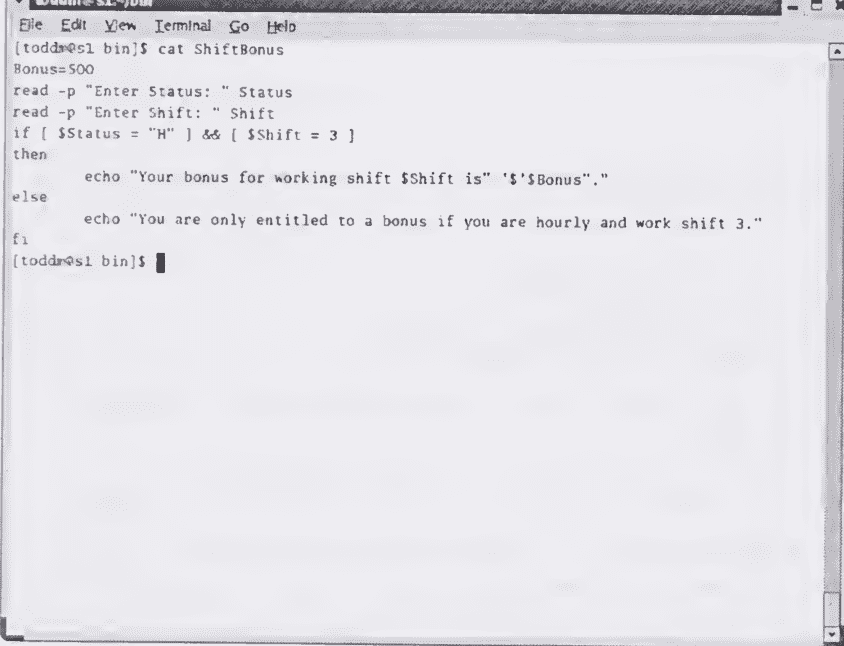 File Edit View Terminal Go Help
[toddm@s1 bin]$ cat ShiftBonus
Bonus=500
read -p "Enter Status: " Status
read -p "Enter Shift: " Shift
if [ $Status = "H" ] && [ $Shift = 3 ]
then
echo "Your bonus for working shift $Shift is" '$'$Bonus"."
else
echo "You are only entitled to a bonus if you are hourly and work shift 3."
fi
[toddm@s1 bin]$